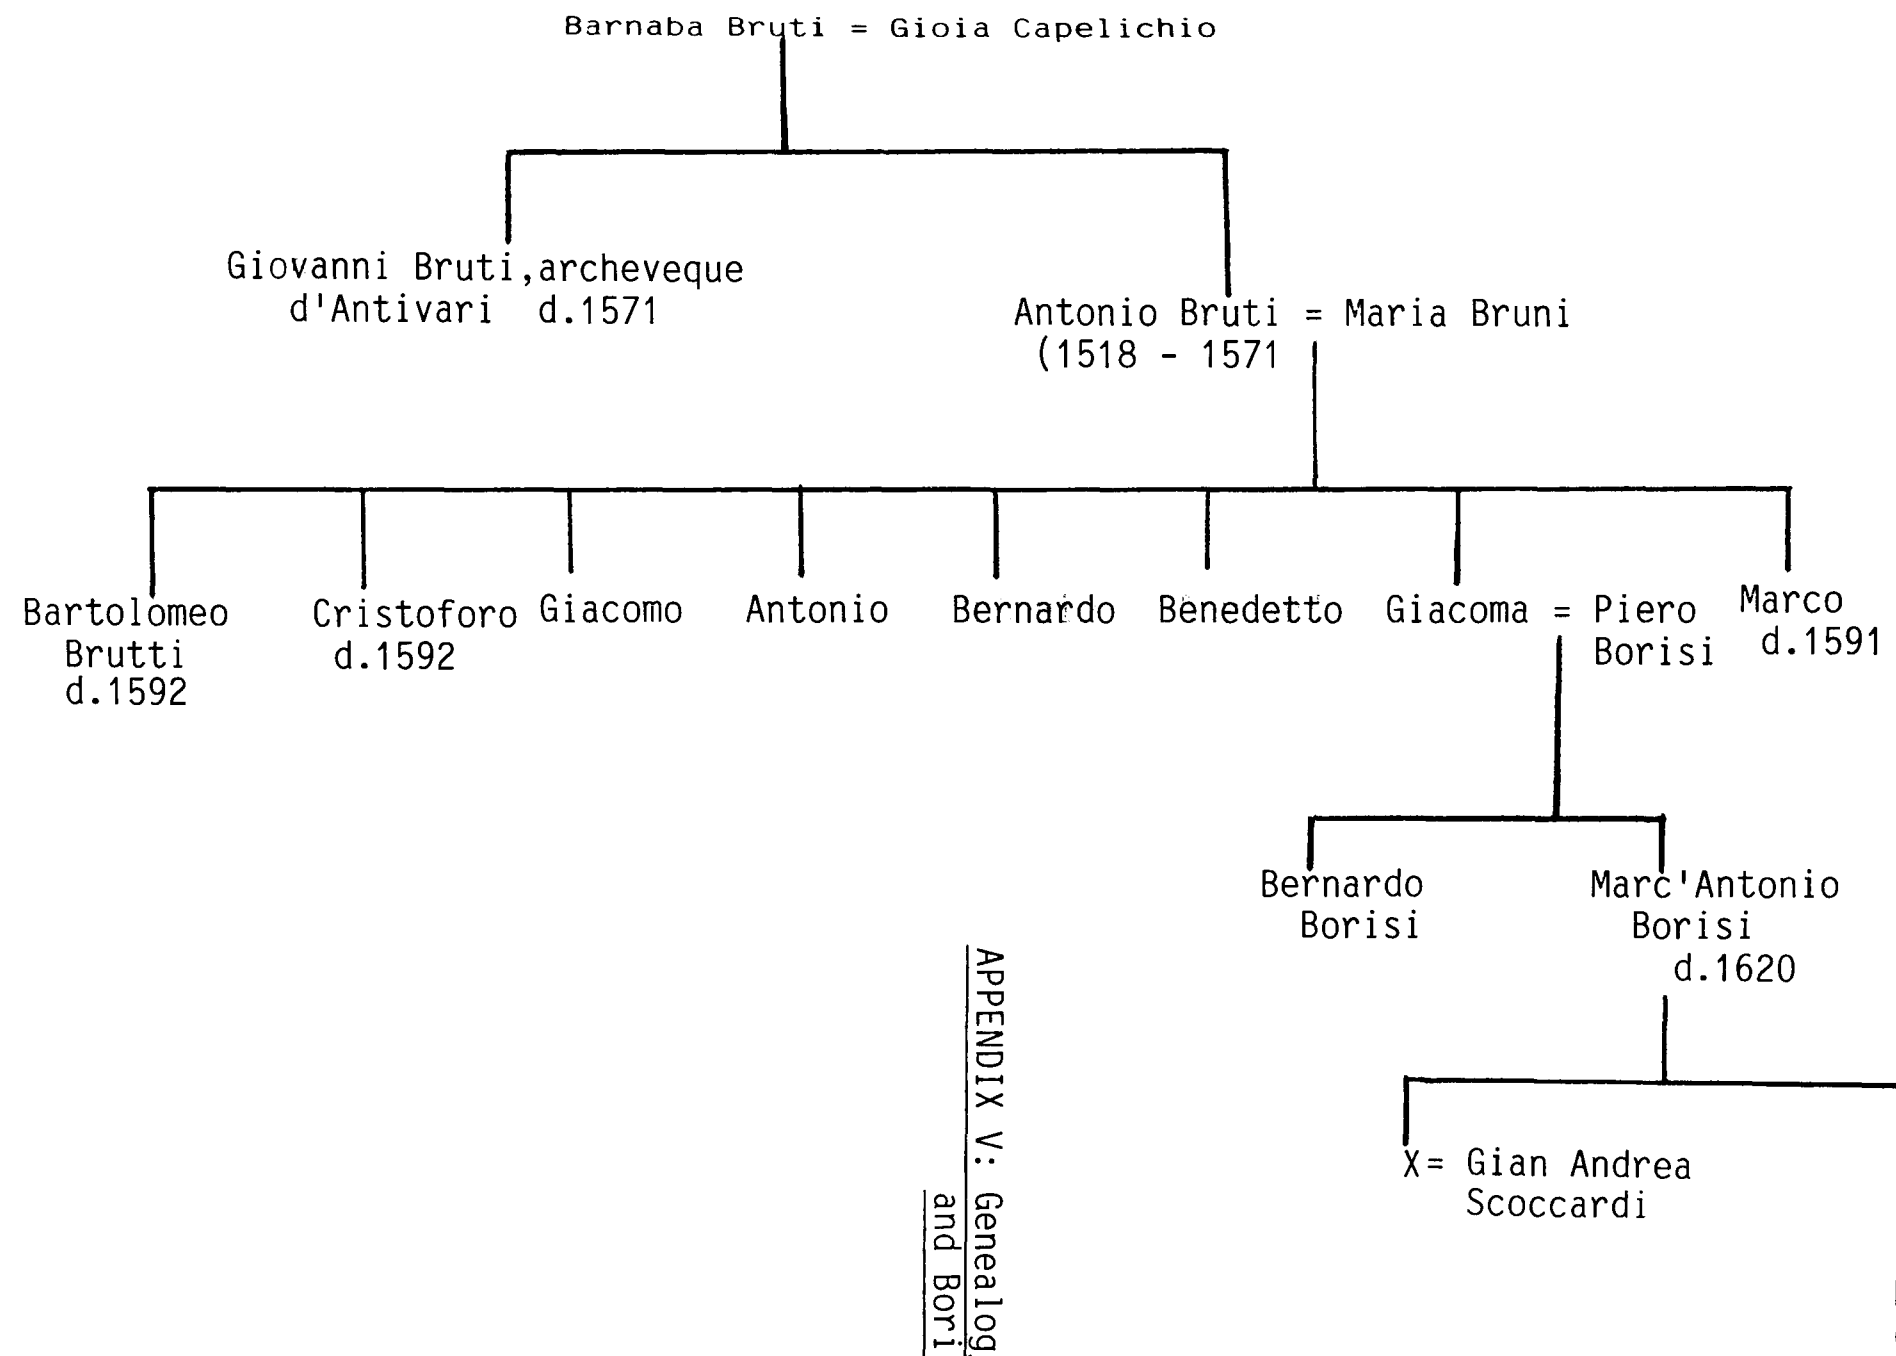 Barnaba Bruti = Gioia Capelichio
Giovanni Bruti,archeveque
d'Antivari d.1571
Antonio Bruti = Maria Bruni
(1518 - 1571
Bartolomeo
Brutti
d.1592
Cristoforo
d.1592
Giacomo
Antonio
Bernardo
Benedetto
Giacoma = Piero
Borisi
Marco
d.1591
Bernardo
Borisi
Marc'Antonio
Borisi
d.1620
X= Gian Andrea
Scoccardi
APPENDIX V: Genealog
and Bori